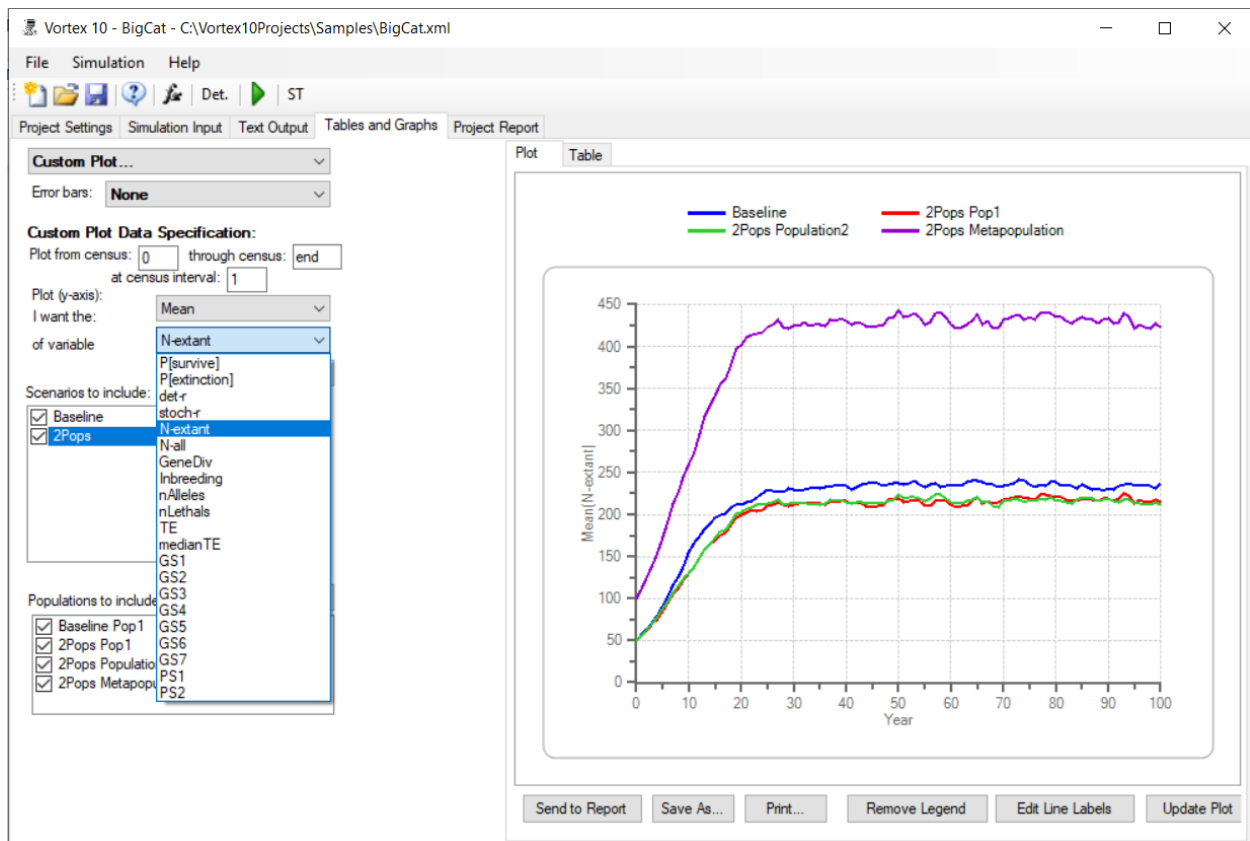 Vortex 10 - BigCat - C:\Vortex10Projects\Samples\BigCat.xml
File Simulation Help
fx Det. ST
Project Settings Simulation Input Text Output Tables and Graphs Project Report
Custom Plot...
Error bars: None
Custom Plot Data Specification:
Plot from census: 0 through census: end
at census interval: 1
Plot (y-axis):
I want the: Mean
of variable N-extant
P[survive]
P[extinction]
det-r
stoch-r
N-extant
N-all
GeneDiv
Inbreeding
nAlleles
nLethals
TE
medianTE
GS1
GS2
GS3
GS4
GS5
GS6
GS7
PS1
PS2
Scenarios to include:
Baseline
2Pops
Populations to include
Baseline Pop1
2Pops Pop1
2Pops Populatio
2Pops Metapopu
Plot Table
Baseline 2Pops Pop1
2Pops Population2 2Pops Metapopulation
Mean[N-extant]
450
400
350
300
250
200
150
100
50
0
0 10 20 30 40 50 60 70 80 90 100
Year
Send to Report Save As... Print... Remove Legend Edit Line Labels Update Plot